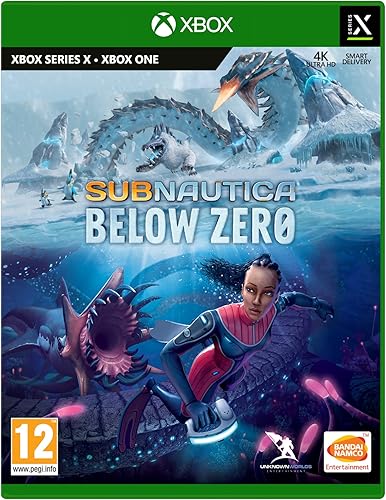 XBOX
SERIES X
XBOX SERIES X • XBOX ONE
4K
ULTRA HD
SMART
DELIVERY
SUBNAUTICA
BELOW ZERO
12
www.pegi.info
UNKNOWN WORLDS
ENTERTAINMENT
BANDAI
NAMCO
Entertainment